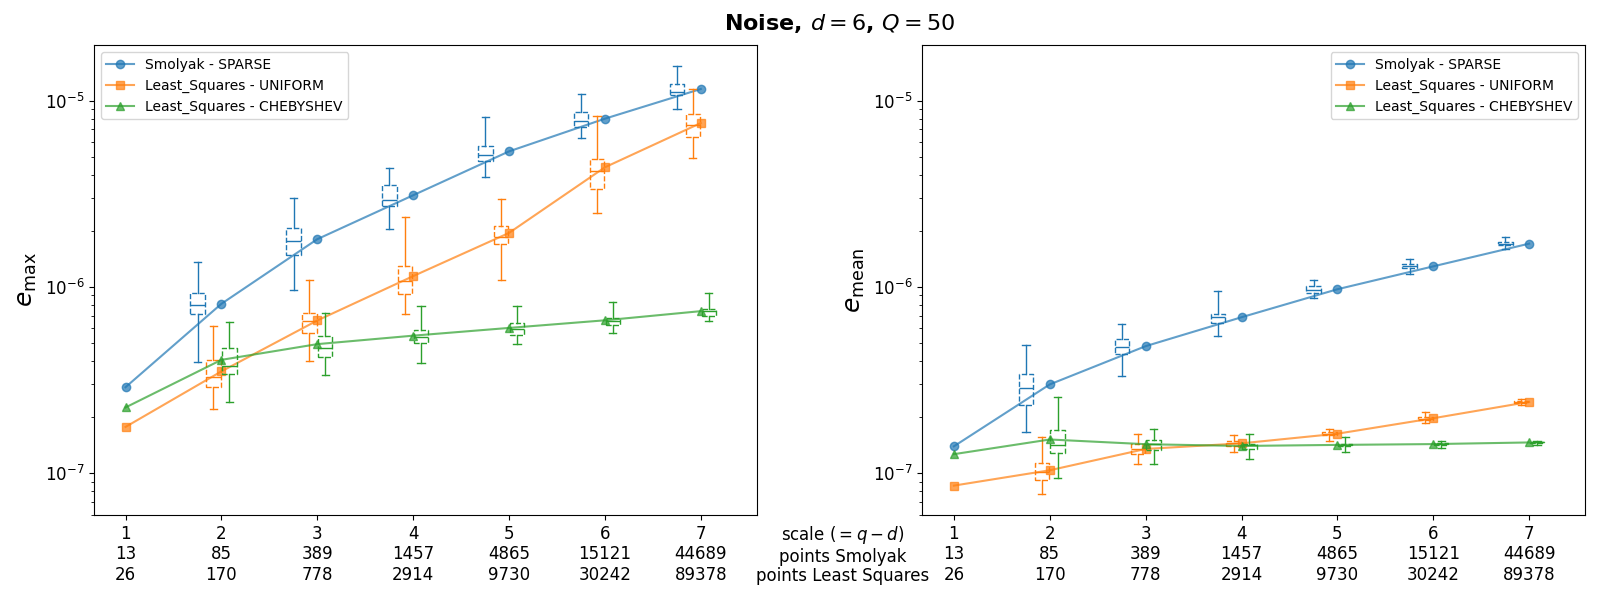 Noise, d = 6, Q = 50
Smolyak - SPARSE
Least_Squares - UNIFORM
Least_Squares - CHEBYSHEV
10⁻⁵
10⁻⁶
10⁻⁷
e_max
1 2 3 4 5 6 7
13 85 389 1457 4865 15121 44689
26 170 778 2914 9730 30242 89378
scale (= q − d)
points Smolyak
points Least Squares
Smolyak - SPARSE
Least_Squares - UNIFORM
Least_Squares - CHEBYSHEV
10⁻⁵
10⁻⁶
10⁻⁷
e_mean
1 2 3 4 5 6 7
13 85 389 1457 4865 15121 44689
26 170 778 2914 9730 30242 89378